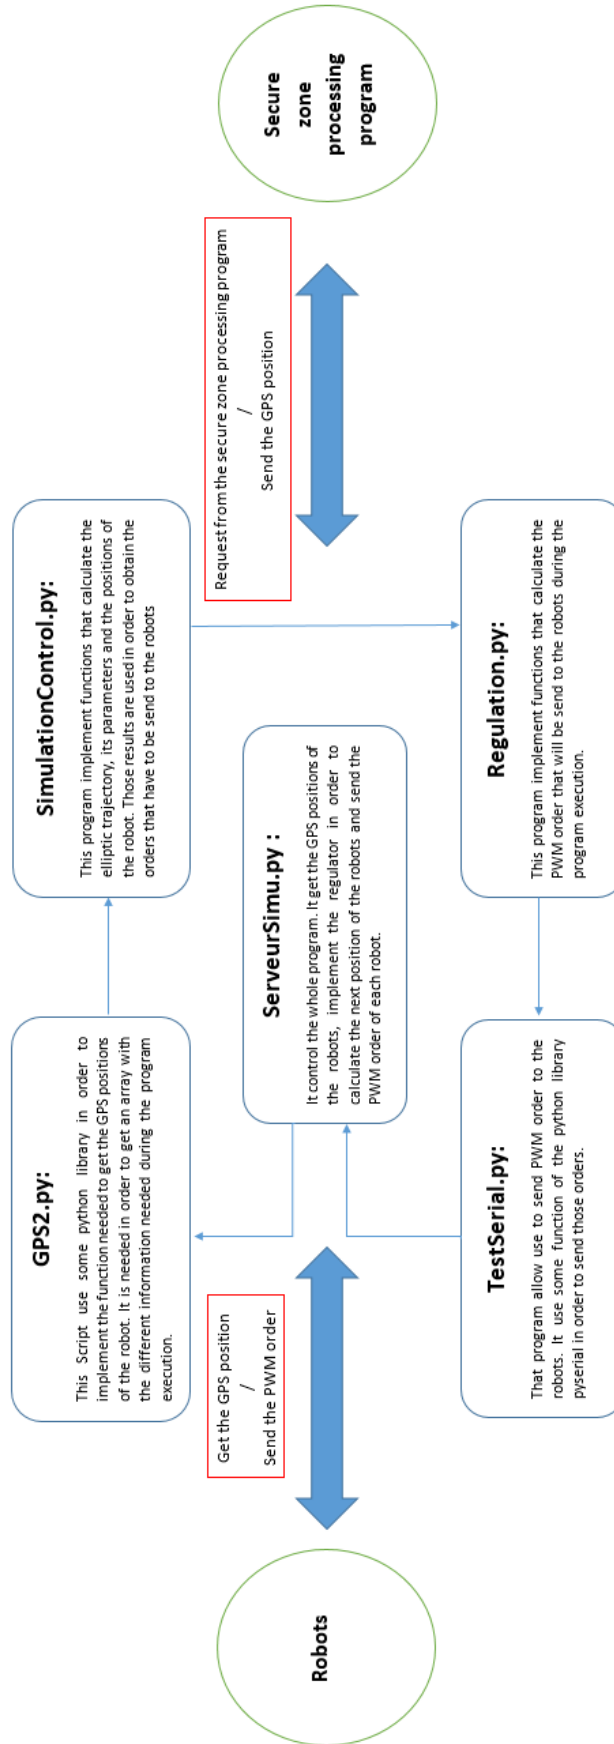 GPS2.py:
This Script use some python library in order to
implement the function needed to get the GPS positions
of the robot. It is needed in order to get an array with
the different information needed during the program
execution.
SimulationControl.py:
This program implement functions that calculate the
elliptic trajectory, its parameters and the positions of
the robot. Those results are used in order to obtain the
orders that have to be send to the robots
Robots
Get the GPS position
/
Send the PWM order
ServeurSimu.py :
It control the whole program. It get the GPS positions of
the robots, implement the regulator in order to
calculate the next position of the robots and send the
PWM order of each robot.
Request from the secure zone processing program
/
Send the GPS position
Secure
zone
processing
program
TestSerial.py:
That program allow use to send PWM order to the
robots. It use some function of the python library
pyserial in order to send those orders.
Regulation.py:
This program implement functions that calculate the
PWM order that will be send to the robots during the
program execution.